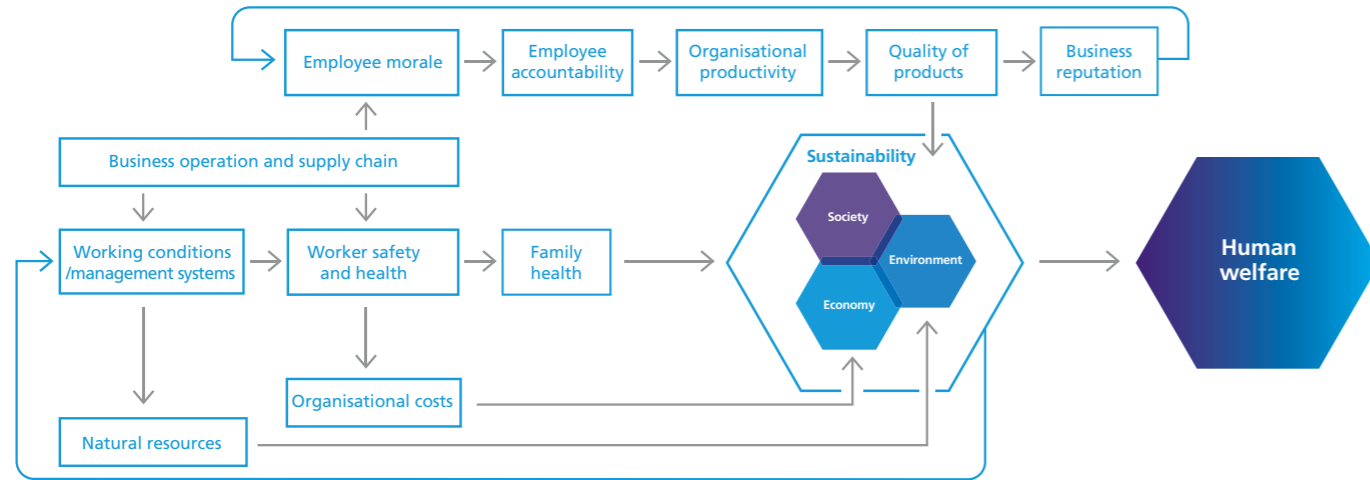 Employee morale
Employee
accountability
Organisational
productivity
Quality of
products
Business
reputation
Business operation and supply chain
Sustainability
Society
Environment
Economy
Working conditions
/management systems
Worker safety
and health
Family
health
Human
welfare
Organisational costs
Natural resources